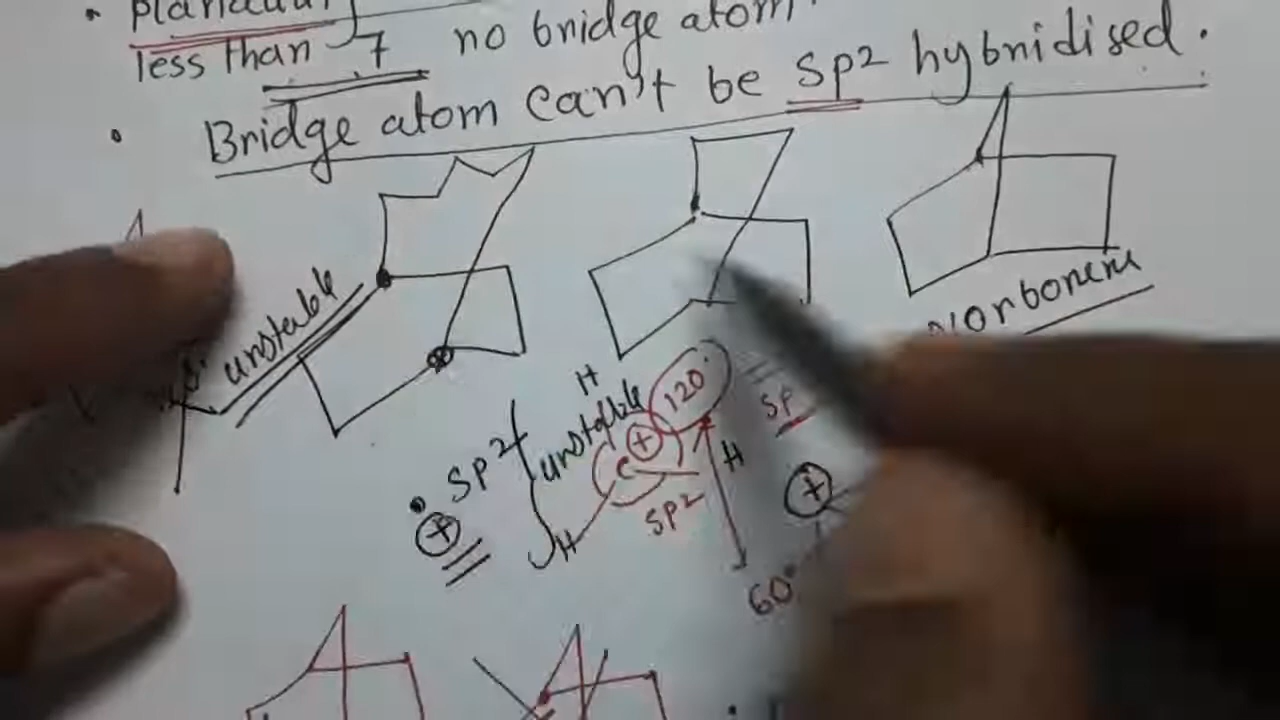 less than 7 no bridge atom
Bridge atom can't be sp2 hybridised.
unstable
Norbornene
H
unstable
120°
sp
sp2
+
C
H
sp2
H
+
+
60°